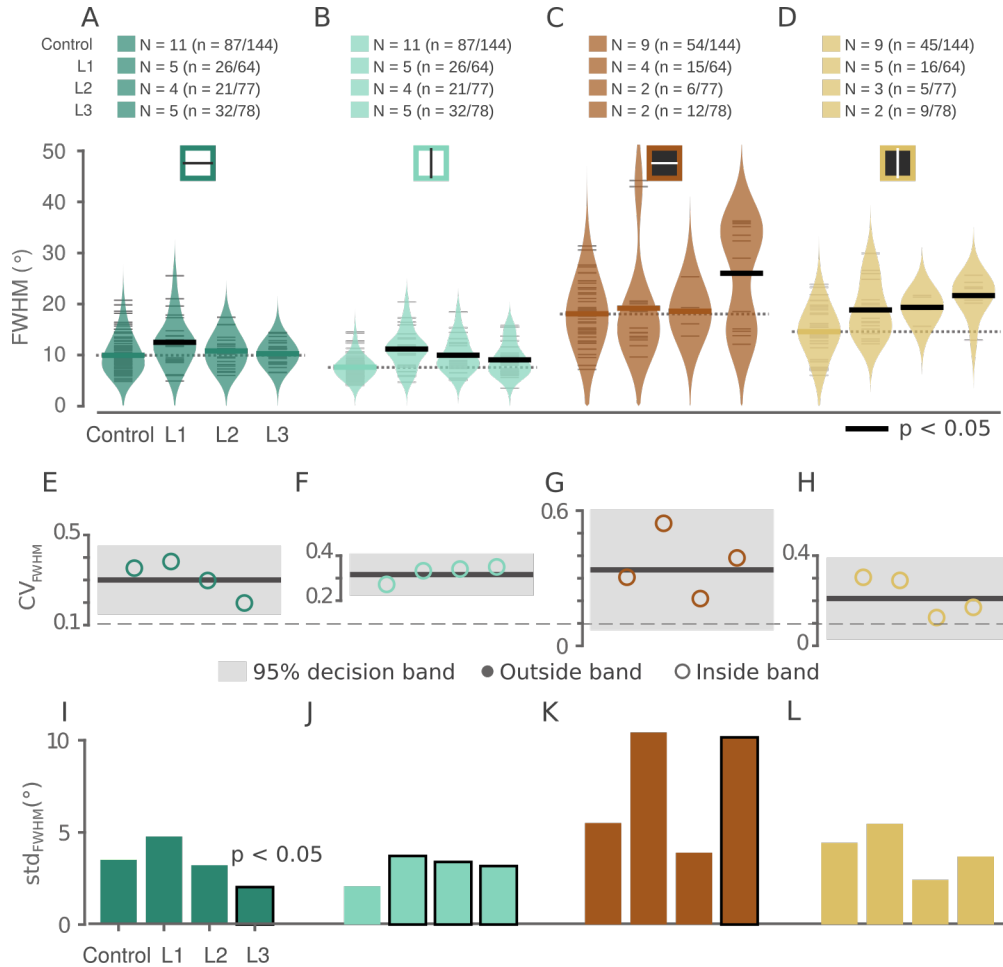 A B C D
Control N = 11 (n = 87/144) N = 11 (n = 87/144) N = 9 (n = 54/144) N = 9 (n = 45/144)
L1 N = 5 (n = 26/64) N = 5 (n = 26/64) N = 4 (n = 15/64) N = 5 (n = 16/64)
L2 N = 4 (n = 21/77) N = 4 (n = 21/77) N = 2 (n = 6/77) N = 3 (n = 5/77)
L3 N = 5 (n = 32/78) N = 5 (n = 32/78) N = 2 (n = 12/78) N = 2 (n = 9/78)
50
40
30
20
10
0
FWHM (°)
Control L1 L2 L3
p < 0.05
E F G H
0.5 0.4 0.6 0.4
0.1 0.2 0 0
CV FWHM
95% decision band Outside band Inside band
I J K L
10
5
0
std FWHM (°)
p < 0.05
Control L1 L2 L3